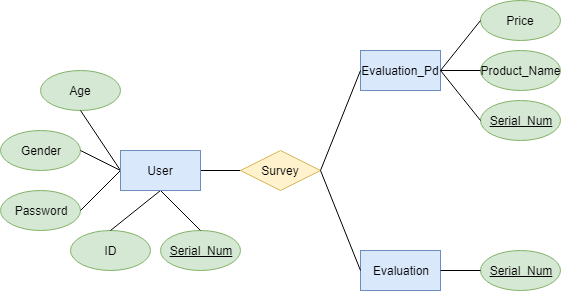 Price
Evaluation_Pd
Product_Name
Age
Serial_Num
Gender
User
Survey
Password
ID
Serial_Num
Evaluation
Serial_Num